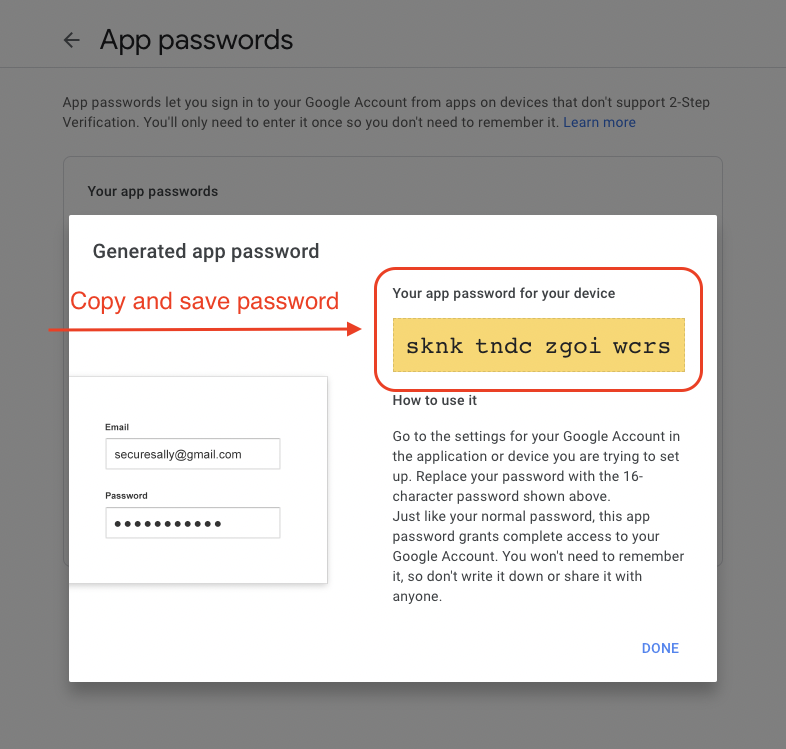 App passwords
App passwords let you sign in to your Google Account from apps on devices that don't support 2-Step
Verification. You'll only need to enter it once so you don't need to remember it. Learn more
Your app passwords
Generated app password
Copy and save password
Your app password for your device
sknk tndc zgoi wcrs
How to use it
Email
securesally@gmail.com
Password
Go to the settings for your Google Account in
the application or device you are trying to set
up. Replace your password with the 16-
character password shown above.
Just like your normal password, this app
password grants complete access to your
Google Account. You won't need to remember
it, so don't write it down or share it with
anyone.
DONE